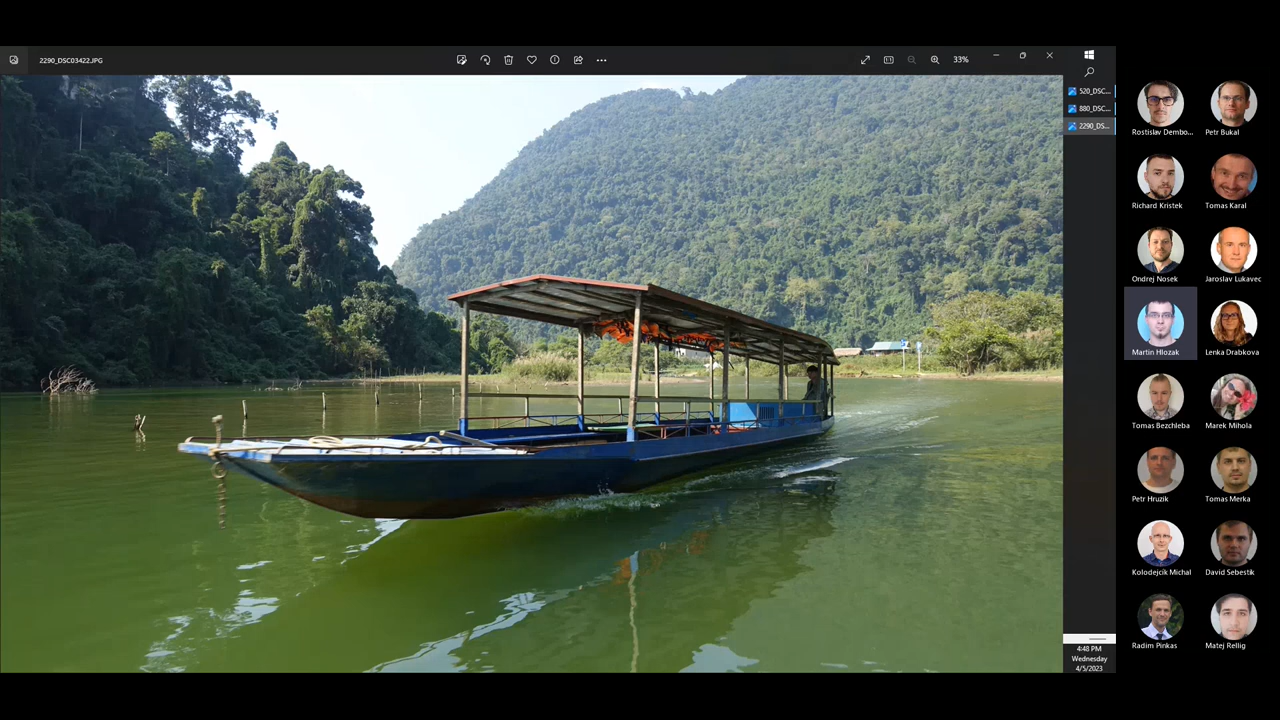 2290_DSC03422.JPG
33%
520_DSC...
880_DSC...
2290_DS...
4:48 PM
Wednesday
4/5/2023
Rostislav Dembo...
Petr Bukal
Richard Kristek
Tomas Karal
Ondrej Nosek
Jaroslav Lukavec
Martin Hlozak
Lenka Drabkova
Tomas Bezchleba
Marek Mihola
Petr Hruzik
Tomas Merka
Kolodejcik Michal
David Sebestik
Radim Pinkas
Matej Rellig